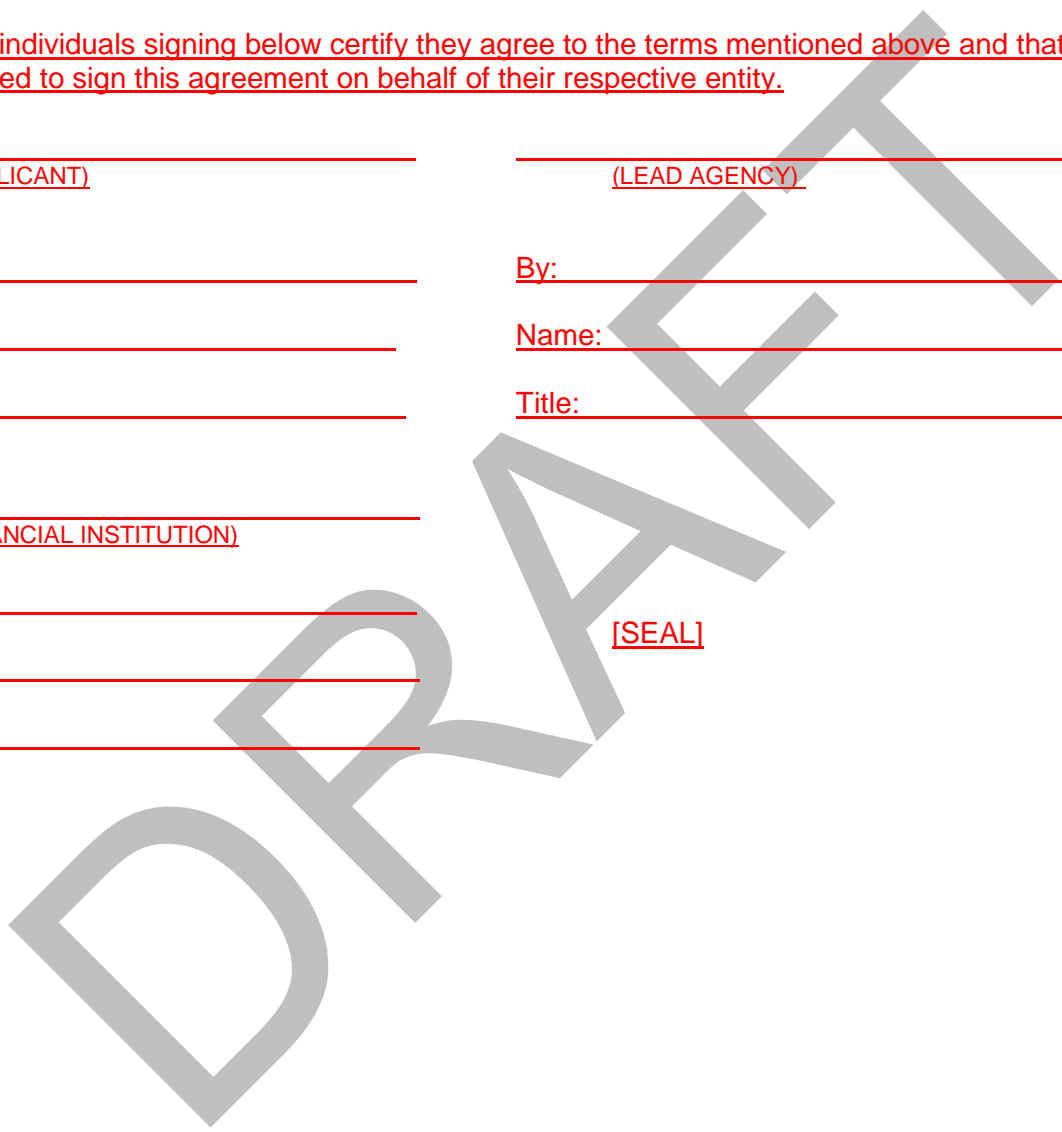 individuals signing below certify they agree to the terms mentioned above and that
ed to sign this agreement on behalf of their respective entity.
LICANT)
(LEAD AGENCY)
By:
Name:
Title:
ANCIAL INSTITUTION)
[SEAL]
DRAFT